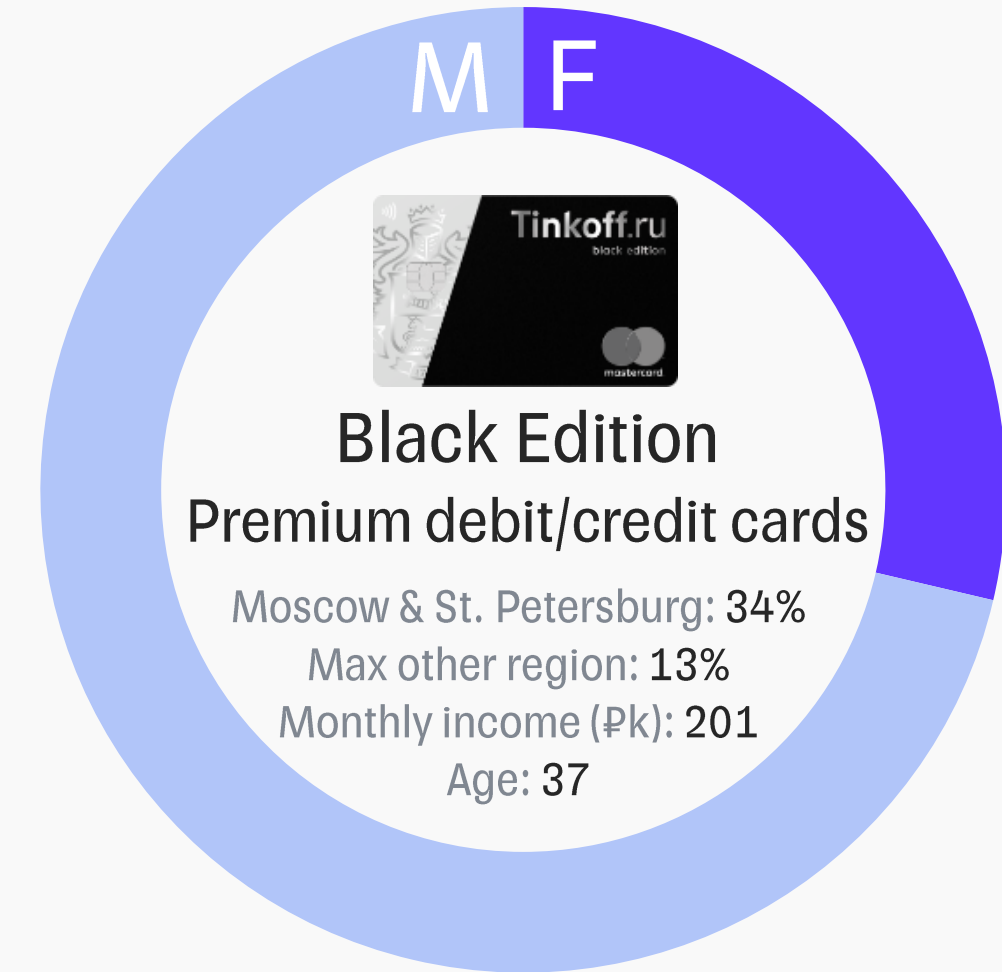 M F
Tinkoff.ru
black edition
mastercard.
Black Edition
Premium debit/credit cards
Moscow & St. Petersburg: 34%
Max other region: 13%
Monthly income (₽k): 201
Age: 37